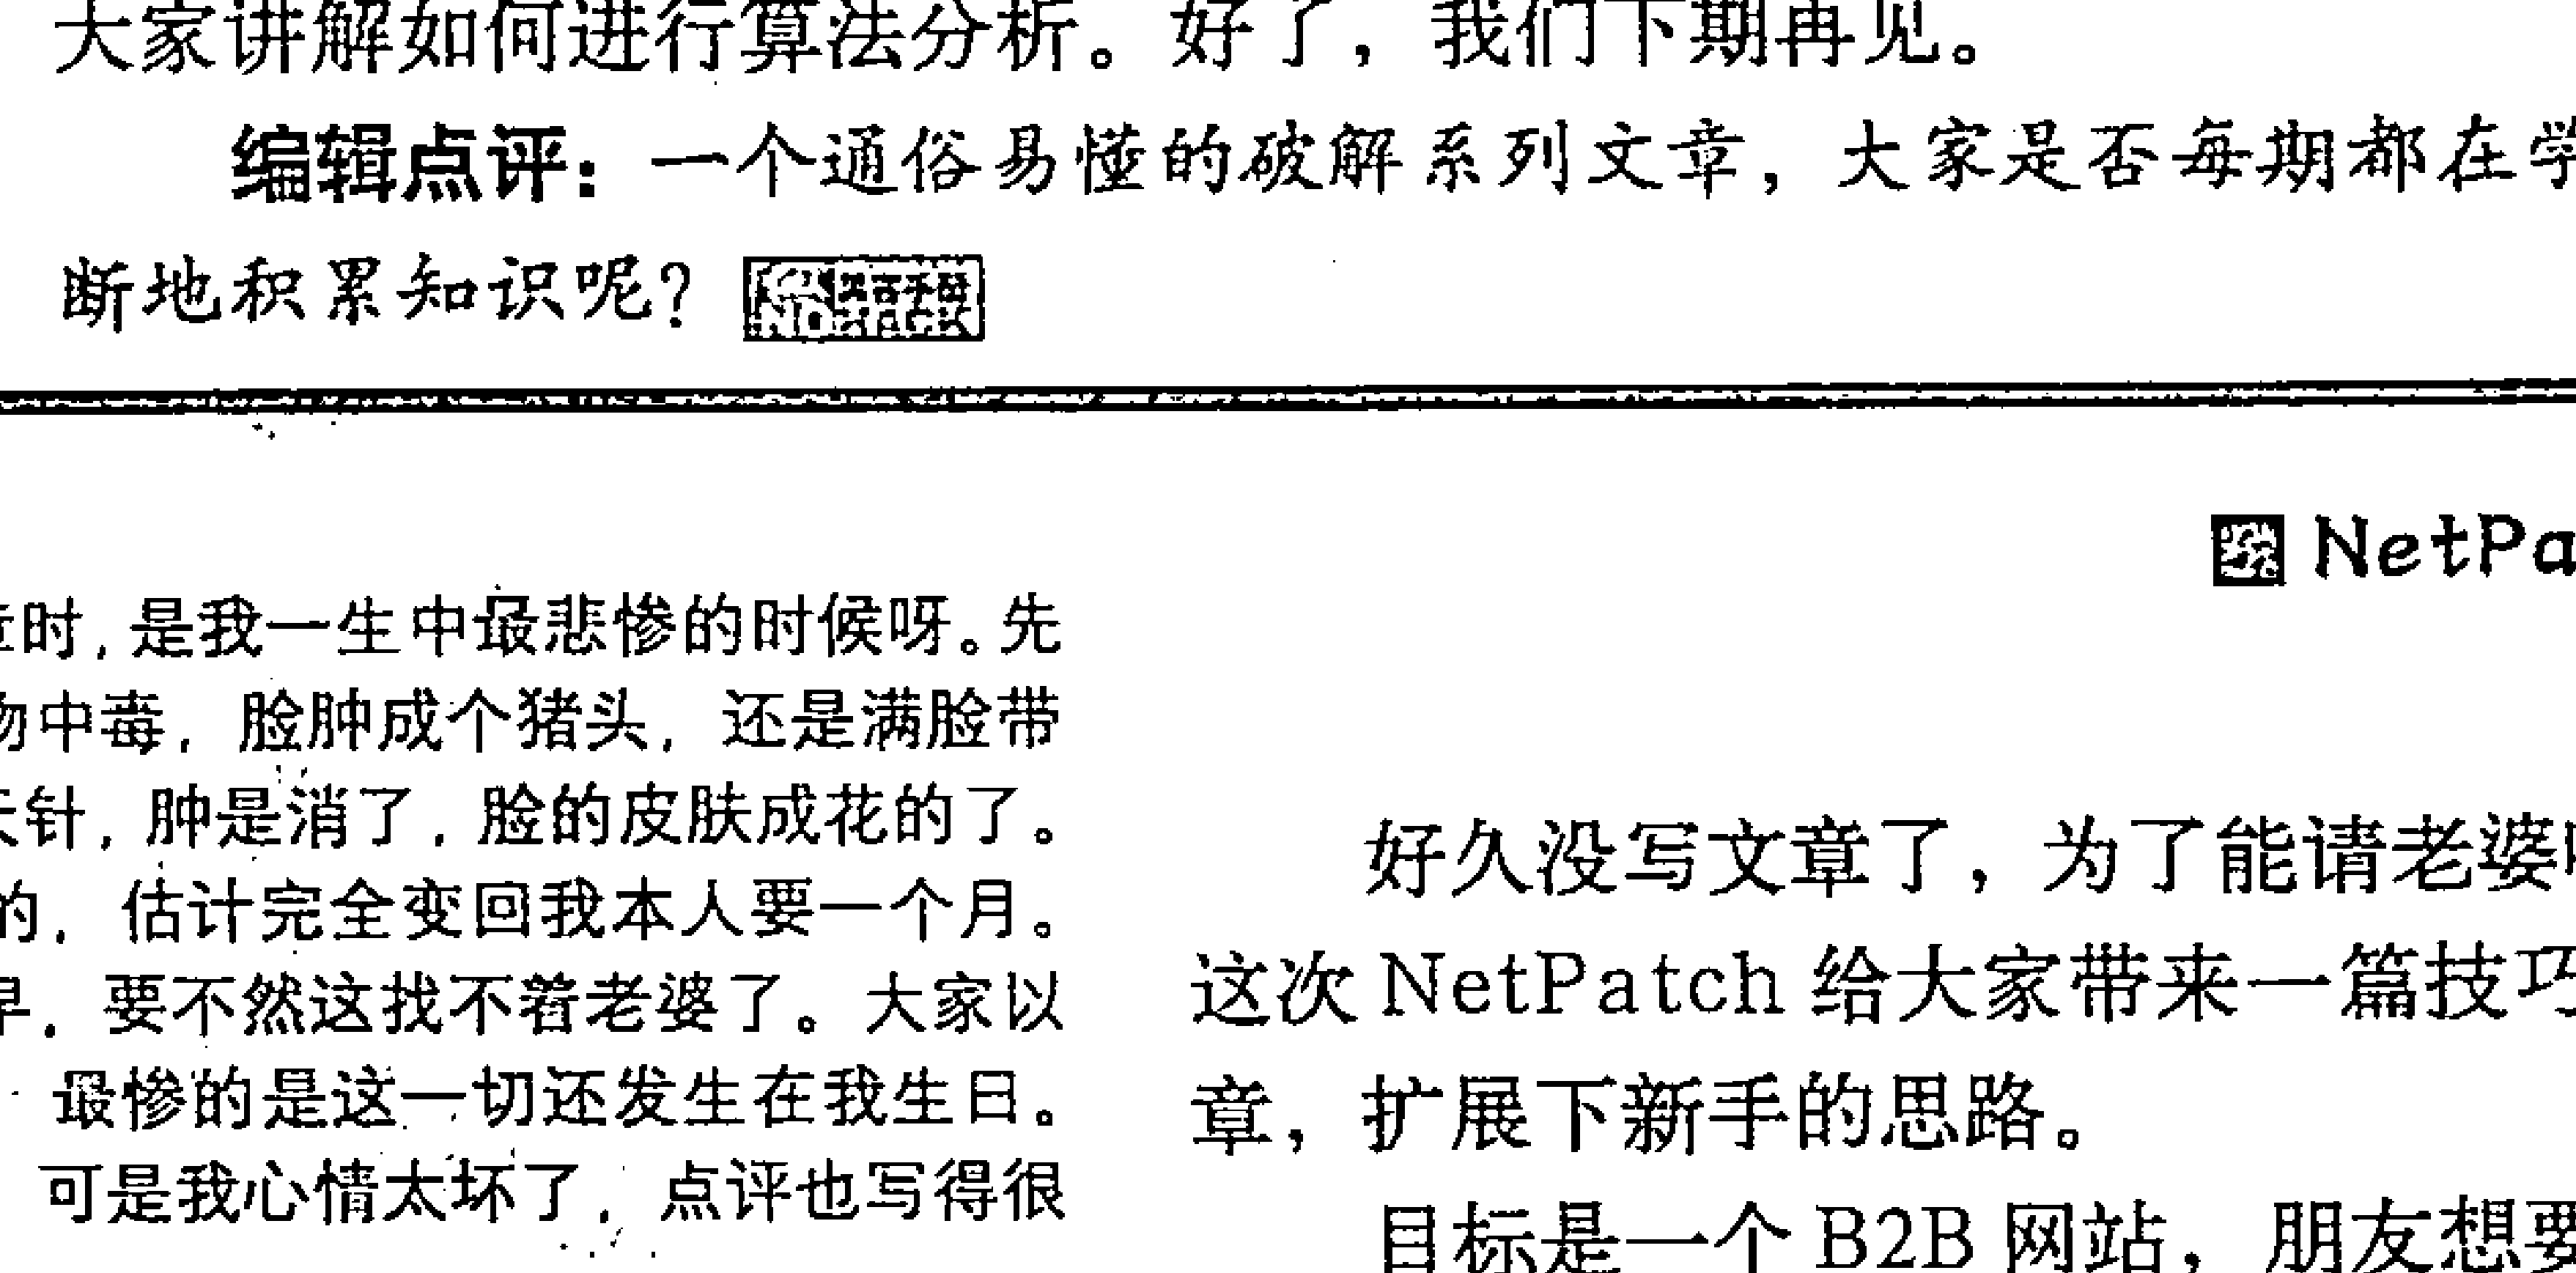 大家讲解如何进行算法分析。好了，我们下期再见。
编辑点评：一个通俗易懂的破解系列文章，大家是否每期都在学
断地积累知识呢？
时，是我一生中最悲惨的时候呀。先
物中毒，脸肿成个猪头，还是满脸带
针，肿是消了，脸的皮肤成花的了。
的，估计完全变回我本人要一个月。
早，要不然这找不着老婆了。大家以
最惨的是这一切还发生在我生日。
可是我心情太坏了，点评也写得很
NetPa
好久没写文章了，为了能请老婆
这次 NetPatch 给大家带来一篇技巧
章，扩展下新手的思路。
目标是一个 B2B 网站，朋友想要